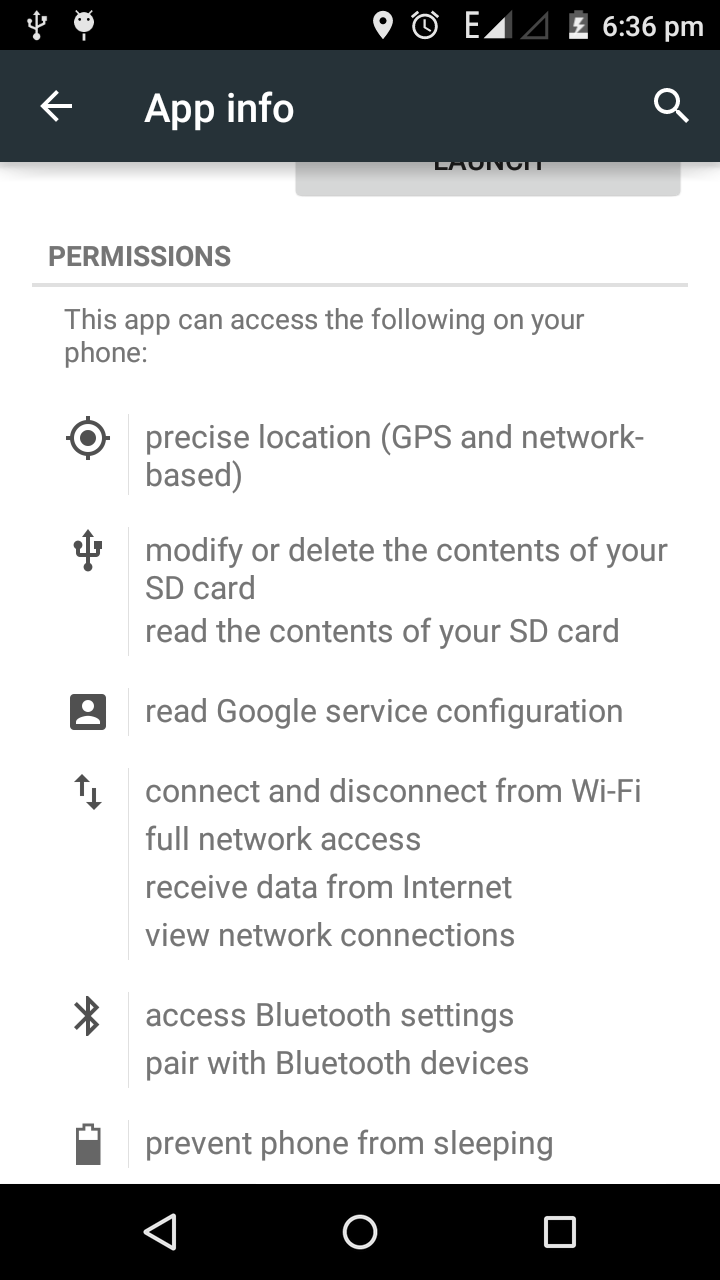 E 6:36 pm
App info
LAUNCH
PERMISSIONS
This app can access the following on your
phone:
precise location (GPS and network-
based)
modify or delete the contents of your
SD card
read the contents of your SD card
read Google service configuration
connect and disconnect from Wi-Fi
full network access
receive data from Internet
view network connections
access Bluetooth settings
pair with Bluetooth devices
prevent phone from sleeping